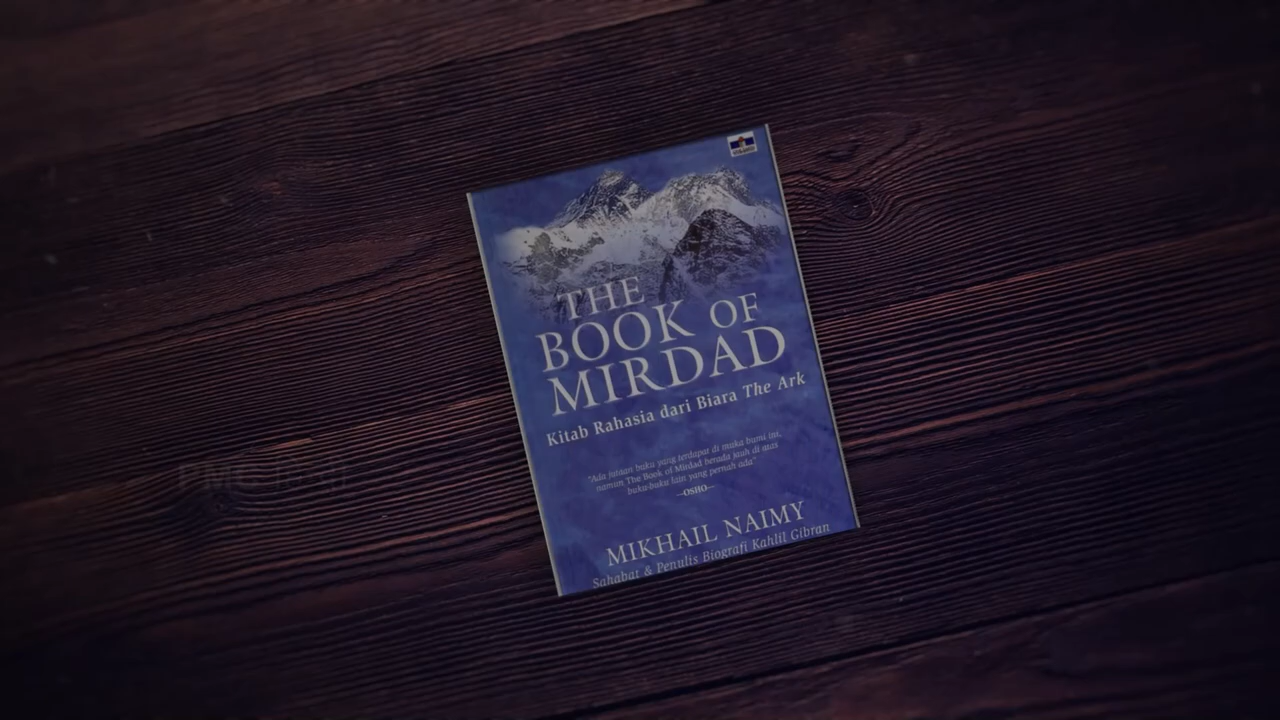 THE
BOOK OF
MIRDAD
Kitab Rahasia dari Biara The Ark
"Ada jutaan buku yang terdapat di muka bumi ini,
namun The Book of Mirdad berada jauh di atas
buku-buku lain yang pernah ada"
—OSHO—
MIKHAIL NAIMY
Sahabat & Penulis Biografi Kahlil Gibran